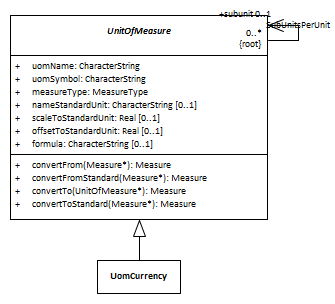 +subunit 0..1
UnitOfMeasure
SubUnitsPerUnit
0..*
{root}
+ uomName: CharacterString
+ uomSymbol: CharacterString
+ measureType: MeasureType
+ nameStandardUnit: CharacterString [0..1]
+ scaleToStandardUnit: Real [0..1]
+ offsetToStandardUnit: Real [0..1]
+ formula: CharacterString [0..1]
+ convertFrom(Measure*): Measure
+ convertFromStandard(Measure*): Measure
+ convertTo(UnitOfMeasure*): Measure
+ convertToStandard(Measure*): Measure
UomCurrency